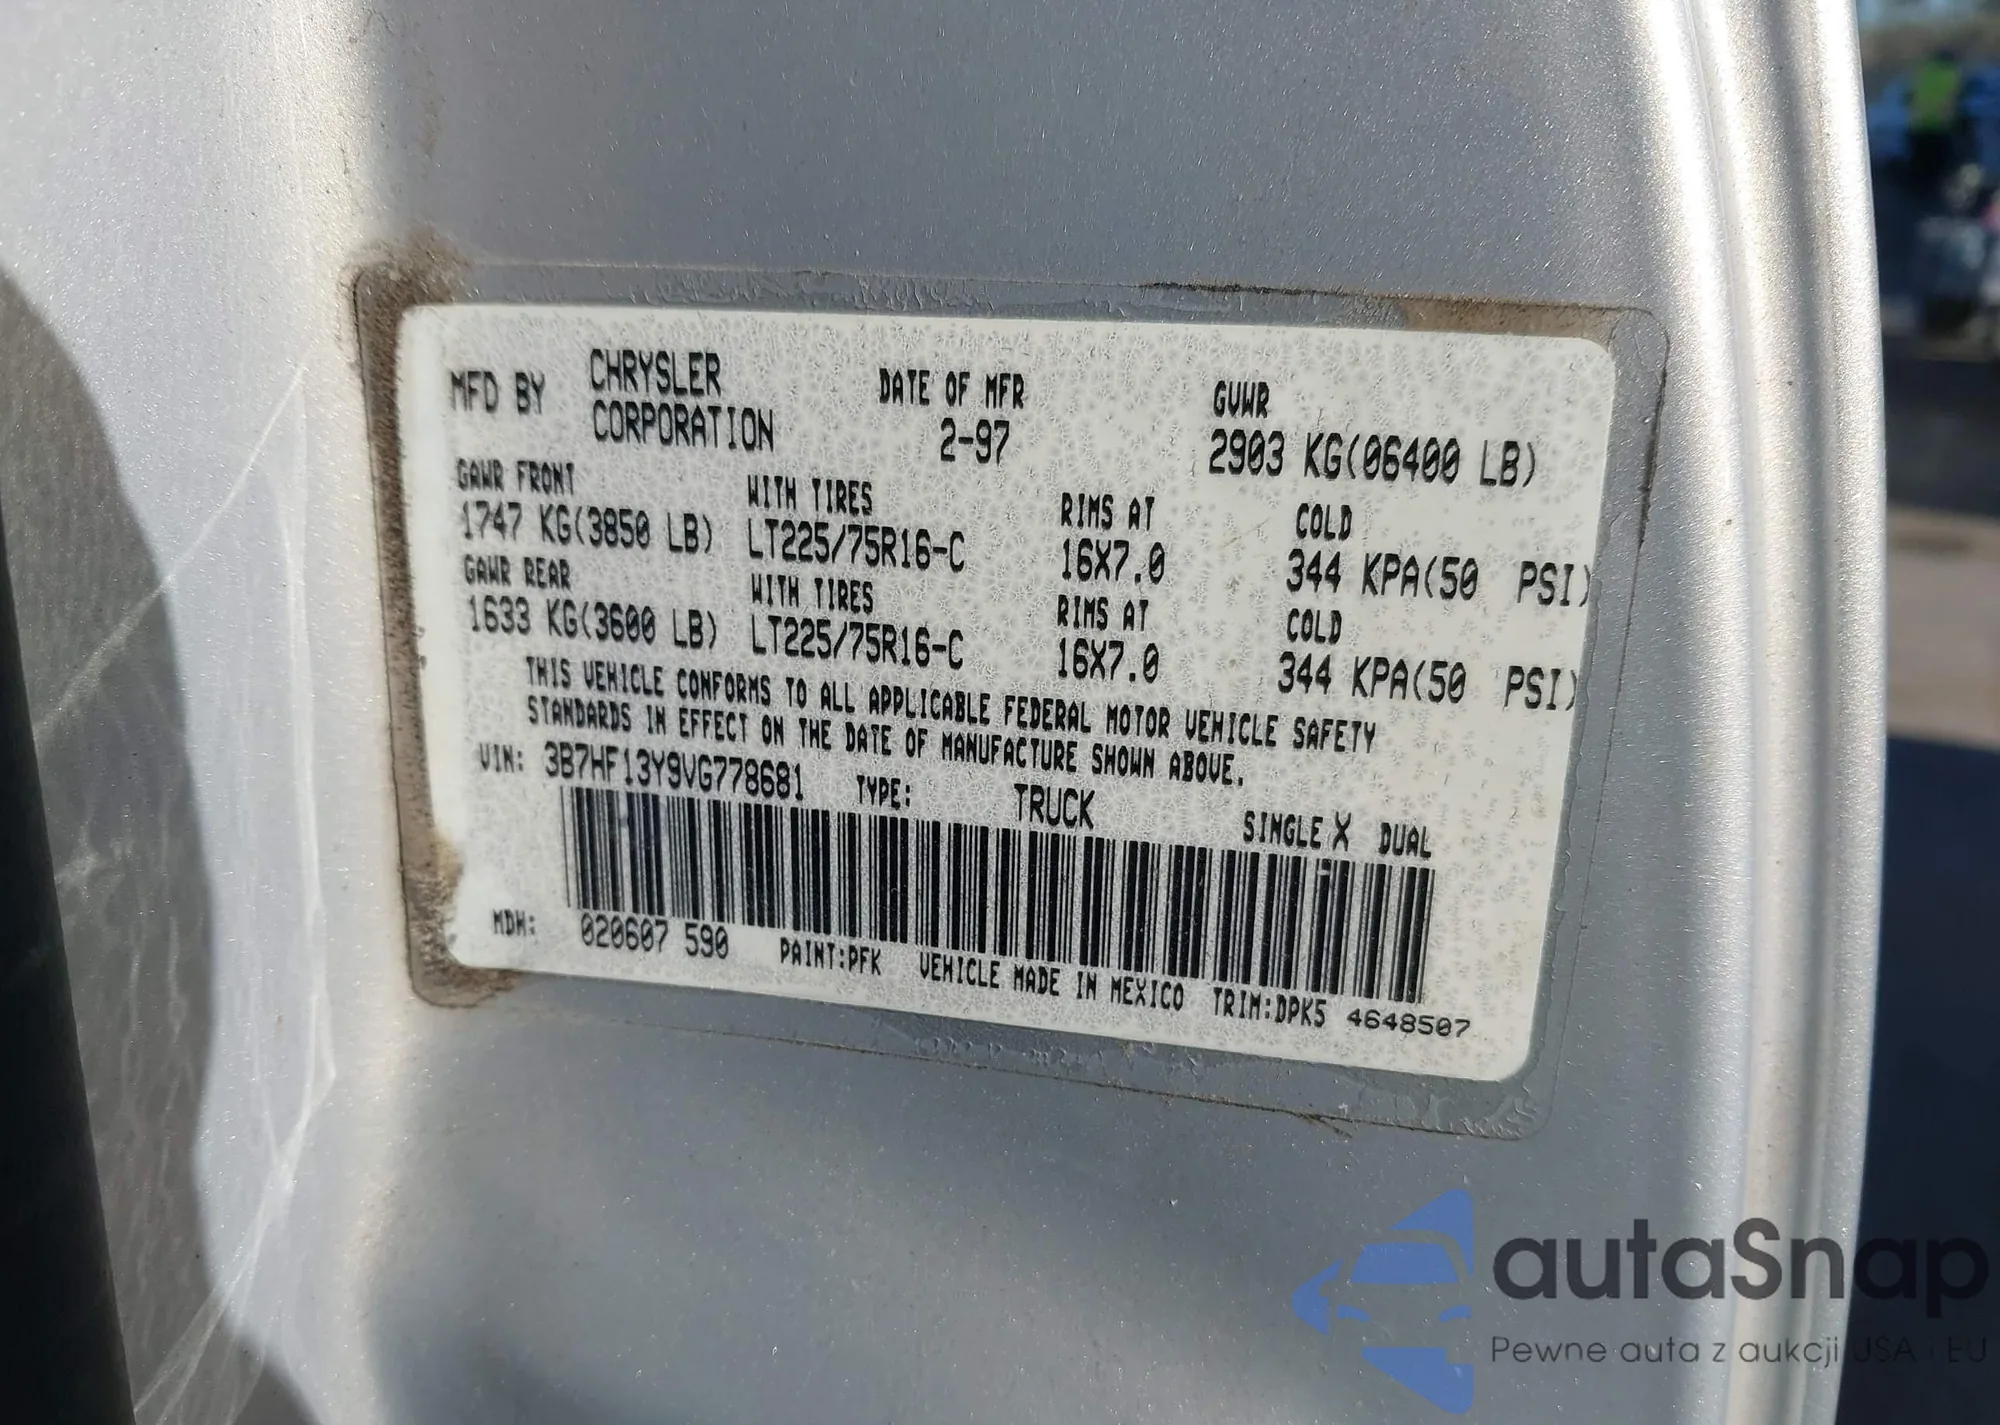 MFD BY CHRYSLER CORPORATION DATE OF MFR 2-97 GVWR 2903 KG(06400 LB)
GAWR FRONT WITH TIRES RIMS AT COLD
1747 KG(3850 LB) LT225/75R16-C 16X7.0 344 KPA(50 PSI)
GAWR REAR WITH TIRES RIMS AT COLD
1633 KG(3600 LB) LT225/75R16-C 16X7.0 344 KPA(50 PSI)
THIS VEHICLE CONFORMS TO ALL APPLICABLE FEDERAL MOTOR VEHICLE SAFETY
STANDARDS IN EFFECT ON THE DATE OF MANUFACTURE SHOWN ABOVE.
VIN: 3B7HF13Y9VG778681 TYPE: TRUCK SINGLE X DUAL
MDH: 020607 590 PAINT:PFK VEHICLE MADE IN MEXICO TRIM:DPK5 4648507
autaSnap
Pewne auta z aukcji USA i EU